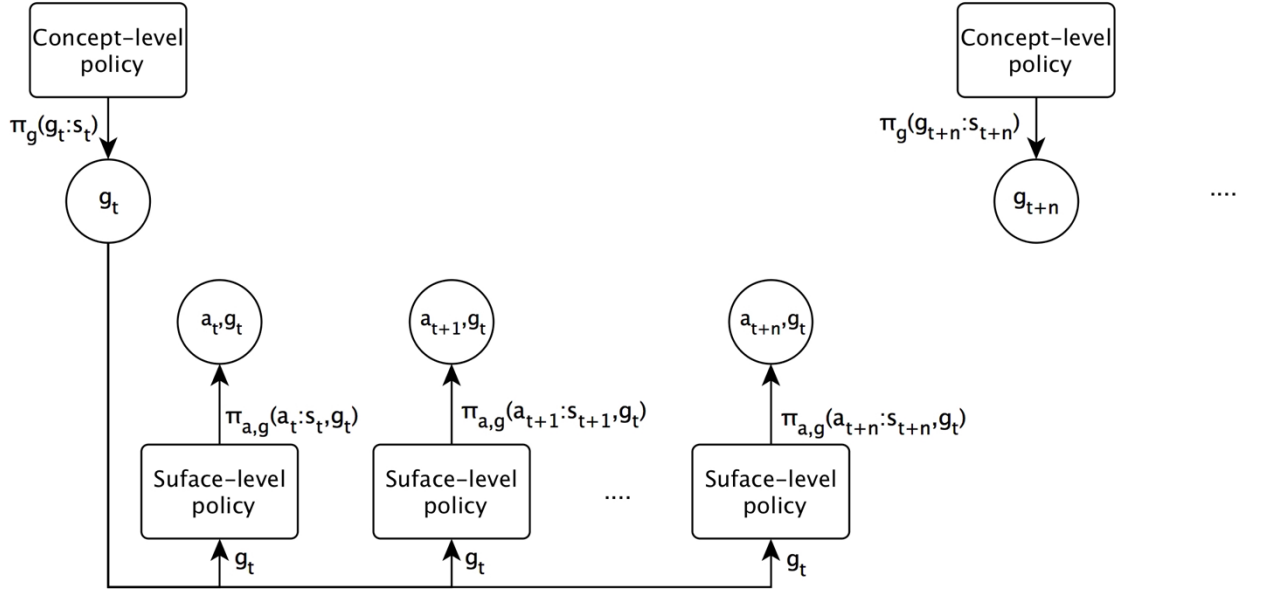 Concept-level
policy
π_g(g_t:s_t)
g_t
Concept-level
policy
π_g(g_{t+n}:s_{t+n})
g_{t+n}
....
a_t,g_t
a_{t+1},g_t
a_{t+n},g_t
π_{a,g}(a_t:s_t,g_t)
π_{a,g}(a_{t+1}:s_{t+1},g_t)
π_{a,g}(a_{t+n}:s_{t+n},g_t)
Suface-level
policy
Suface-level
policy
....
Suface-level
policy
g_t
g_t
g_t